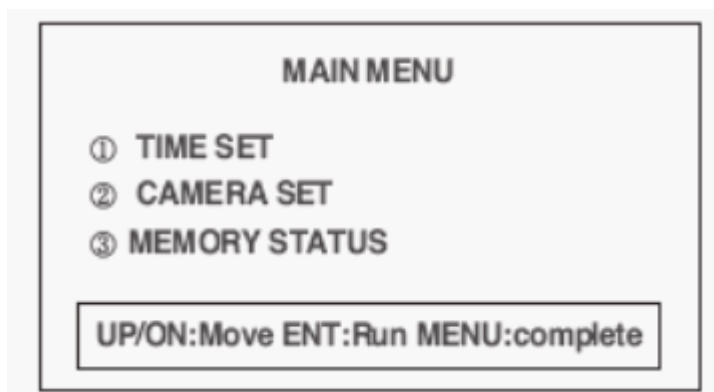 MAIN MENU
① TIME SET
② CAMERA SET
③ MEMORY STATUS
UP/ON:Move ENT:Run MENU:complete